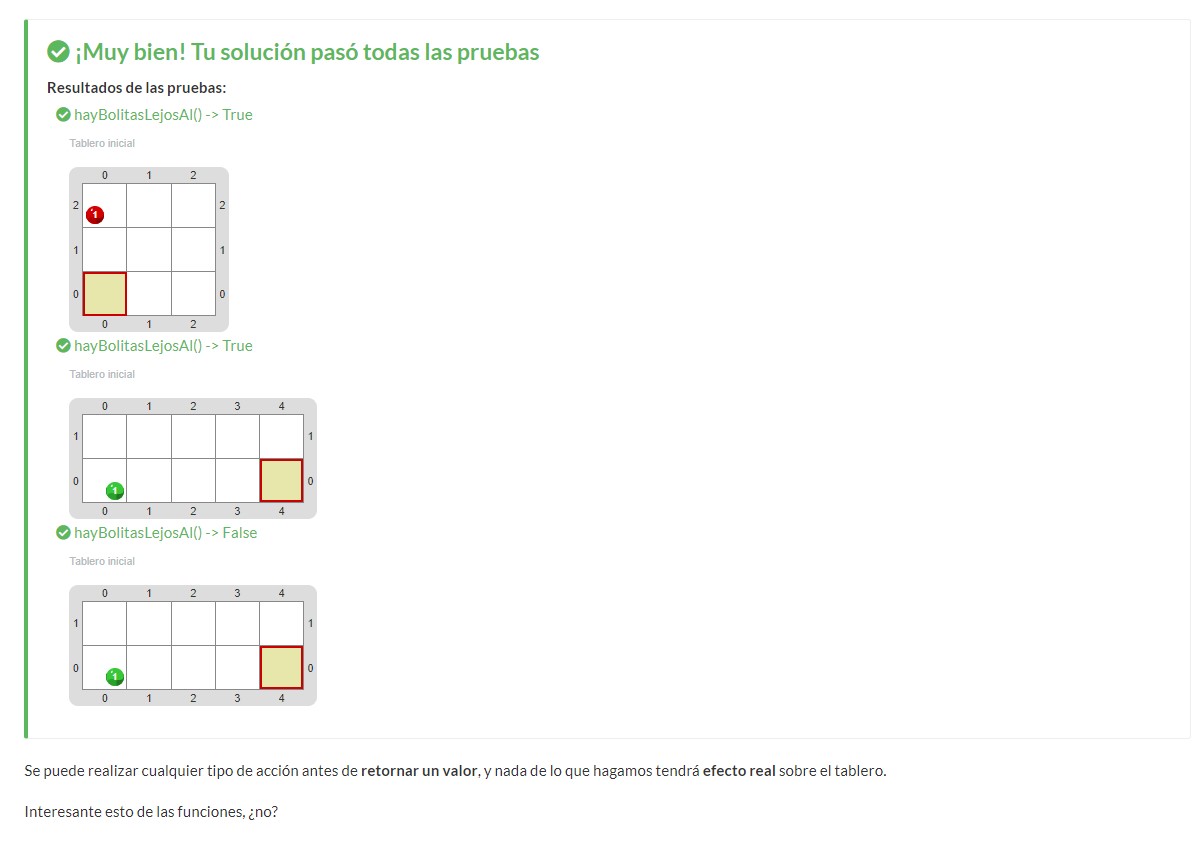 ¡Muy bien! Tu solución pasó todas las pruebas
Resultados de las pruebas:
hayBolitasLejosAl() -> True
Tablero inicial
0 1 2
2 1 2
1 1
0 0
0 1 2
hayBolitasLejosAl() -> True
Tablero inicial
0 1 2 3 4
1 1
0 1 0
0 1 2 3 4
hayBolitasLejosAl() -> False
Tablero inicial
0 1 2 3 4
1 1
0 1 0
0 1 2 3 4
Se puede realizar cualquier tipo de acción antes de retornar un valor, y nada de lo que hagamos tendrá efecto real sobre el tablero.
Interesante esto de las funciones, ¿no?